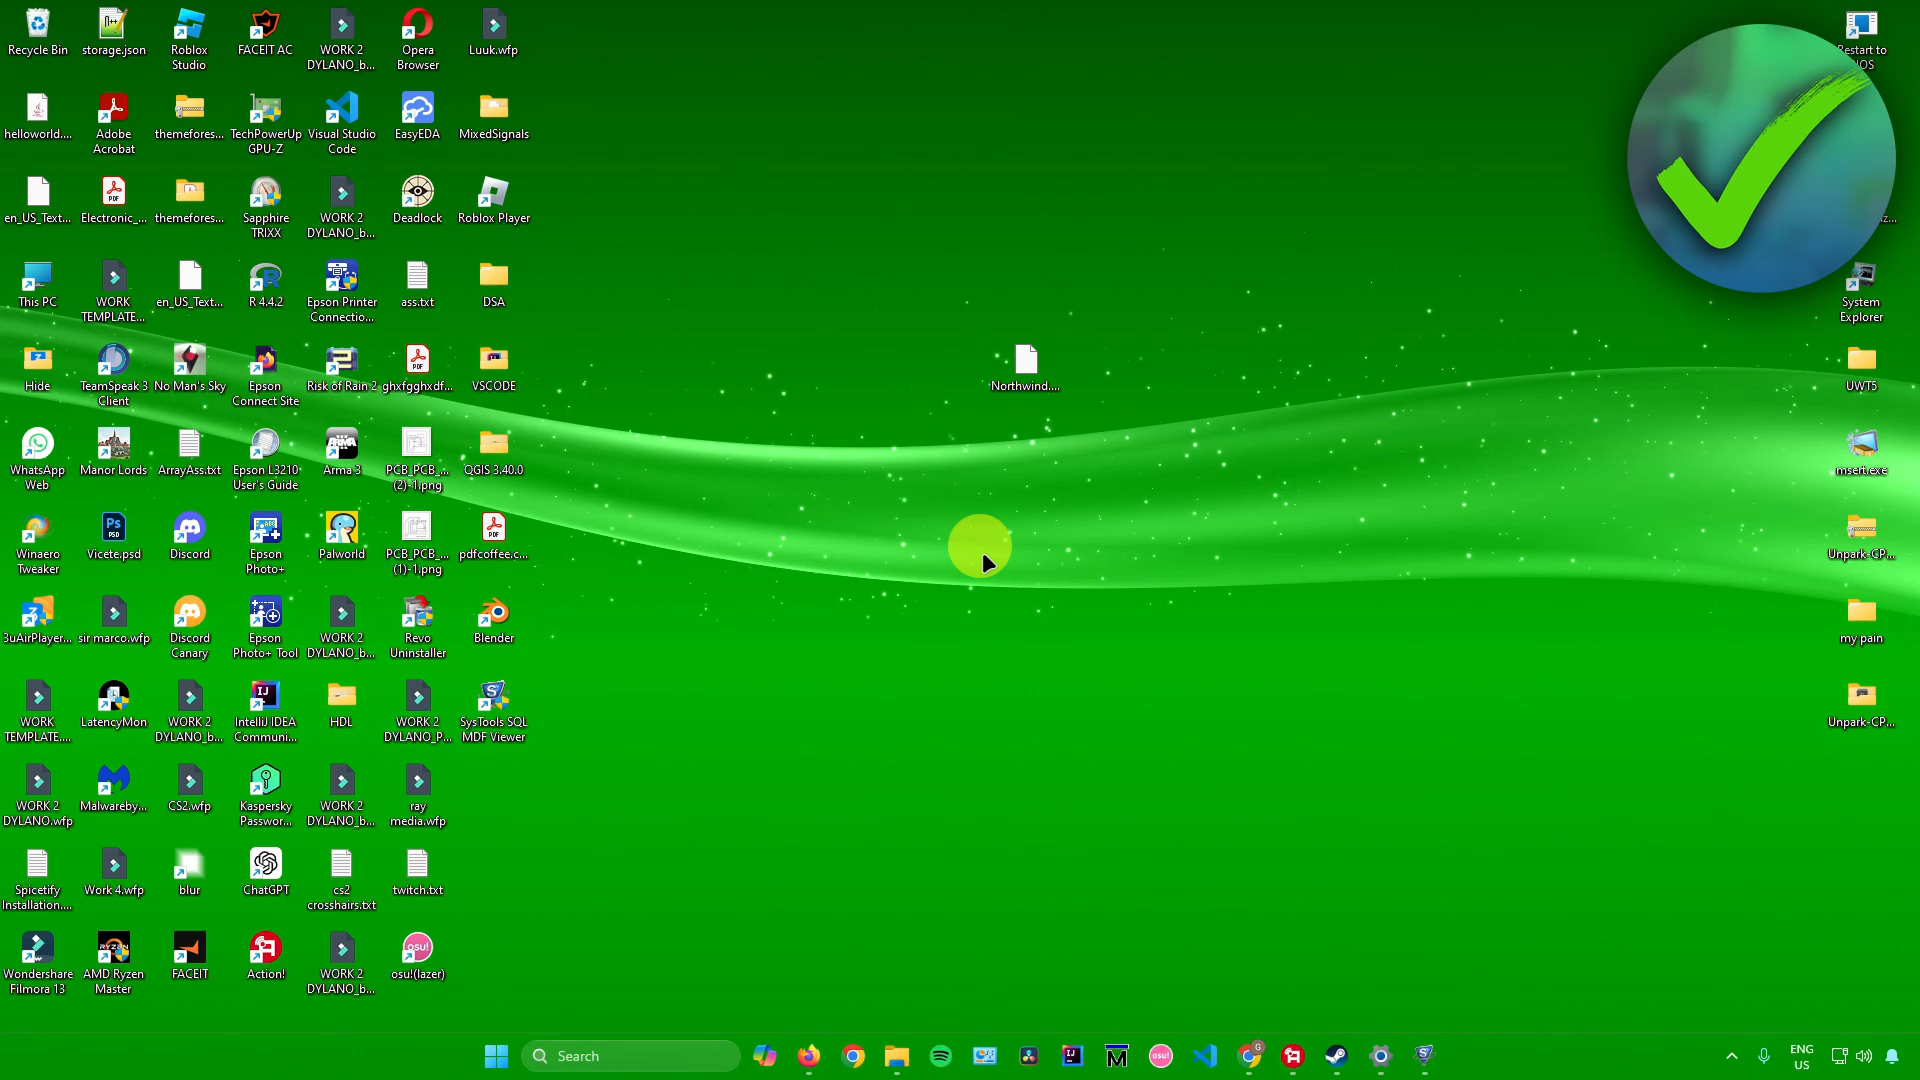 Recycle Bin
storage.json
Roblox
Studio
FACEIT AC
WORK 2
DYLANO_b...
Opera
Browser
Luuk.wfp
Restart to
helloworld....
Adobe
Acrobat
themefores...
TechPowerUp
GPU-Z
Visual Studio
Code
EasyEDA
MixedSignals
en_US_Text...
Electronic_...
themefores...
Sapphire
TRIXX
WORK 2
DYLANO_b...
Deadlock
Roblox Player
This PC
WORK
TEMPLATE...
en_US_Text...
R 4.4.2
Epson Printer
Connectio...
ass.txt
DSA
System
Explorer
Hide
TeamSpeak 3
Client
No Man's Sky
Epson
Connect Site
Risk of Rain 2
ghxfgghxdf...
VSCODE
Northwind....
UWT5
WhatsApp
Web
Manor Lords
ArrayAss.txt
Epson L3210
User's Guide
Arma 3
PCB_PCB_...
(2)-1.png
QGIS 3.40.0
msert.exe
Winaero
Tweaker
Vicete.psd
Discord
Epson
Photo+
Palworld
PCB_PCB_...
(1)-1.png
pdfcoffee.c...
Unpark-CP...
3uAirPlayer...
sir marco.wfp
Discord
Canary
Epson
Photo+ Tool
WORK 2
DYLANO_b...
Revo
Uninstaller
Blender
my pain
WORK
TEMPLATE....
LatencyMon
WORK 2
DYLANO_b...
IntelliJ IDEA
Communi...
HDL
WORK 2
DYLANO_P...
SysTools SQL
MDF Viewer
Unpark-CP...
WORK 2
DYLANO.wfp
Malwareby...
CS2.wfp
Kaspersky
Passwor...
WORK 2
DYLANO_b...
ray
media.wfp
Spicetify
Installation....
Work 4.wfp
blur
ChatGPT
cs2
crosshairs.txt
twitch.txt
Wondershare
Filmora 13
AMD Ryzen
Master
FACEIT
Action!
WORK 2
DYLANO_b...
osu!(lazer)
Search
ENG
US